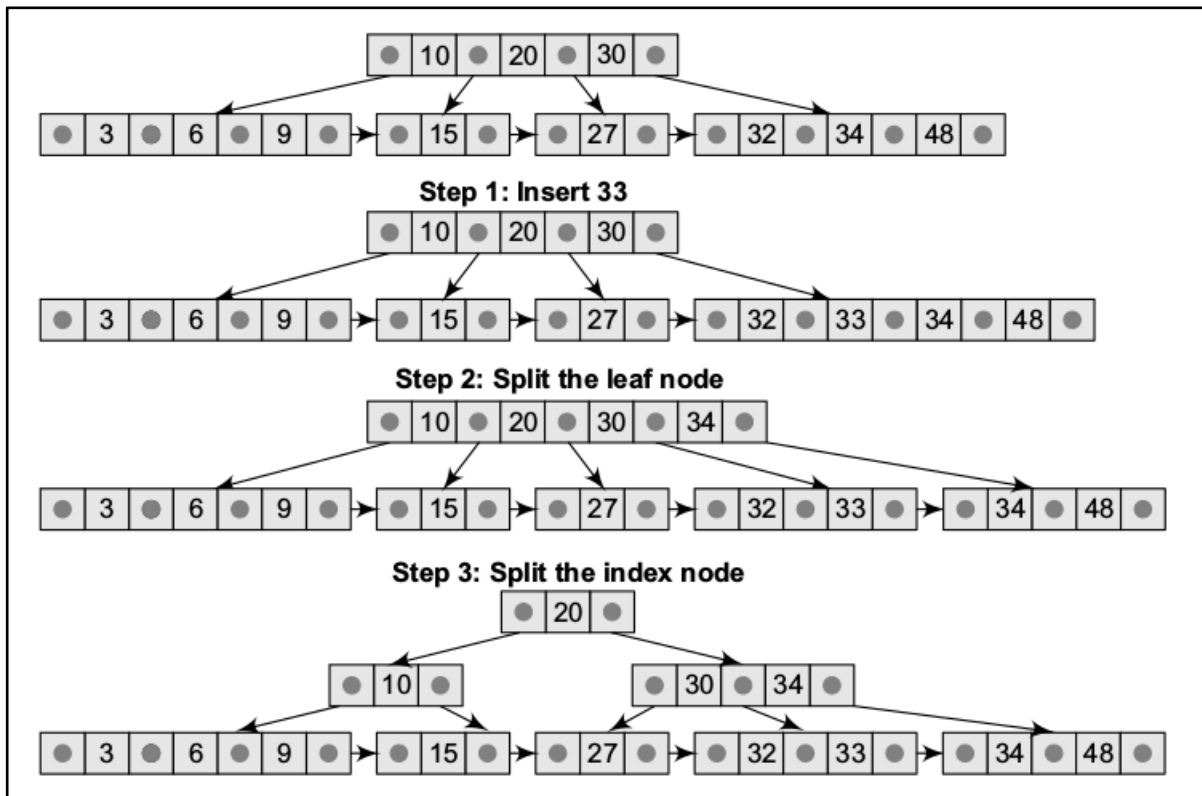 10 20 30
3 6 9 15 27 32 34 48
Step 1: Insert 33
10 20 30
3 6 9 15 27 32 33 34 48
Step 2: Split the leaf node
10 20 30 34
3 6 9 15 27 32 33 34 48
Step 3: Split the index node
20
10 30 34
3 6 9 15 27 32 33 34 48